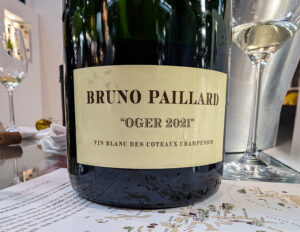 BRUNO PAILLARD
"OGER 2021"
VIN BLANC DES COTEAUX CHAMPENOIS